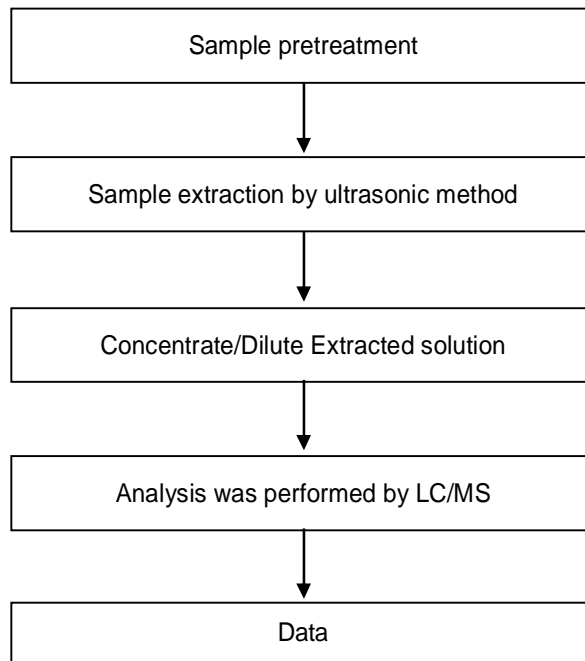 Sample pretreatment
Sample extraction by ultrasonic method
Concentrate/Dilute Extracted solution
Analysis was performed by LC/MS
Data